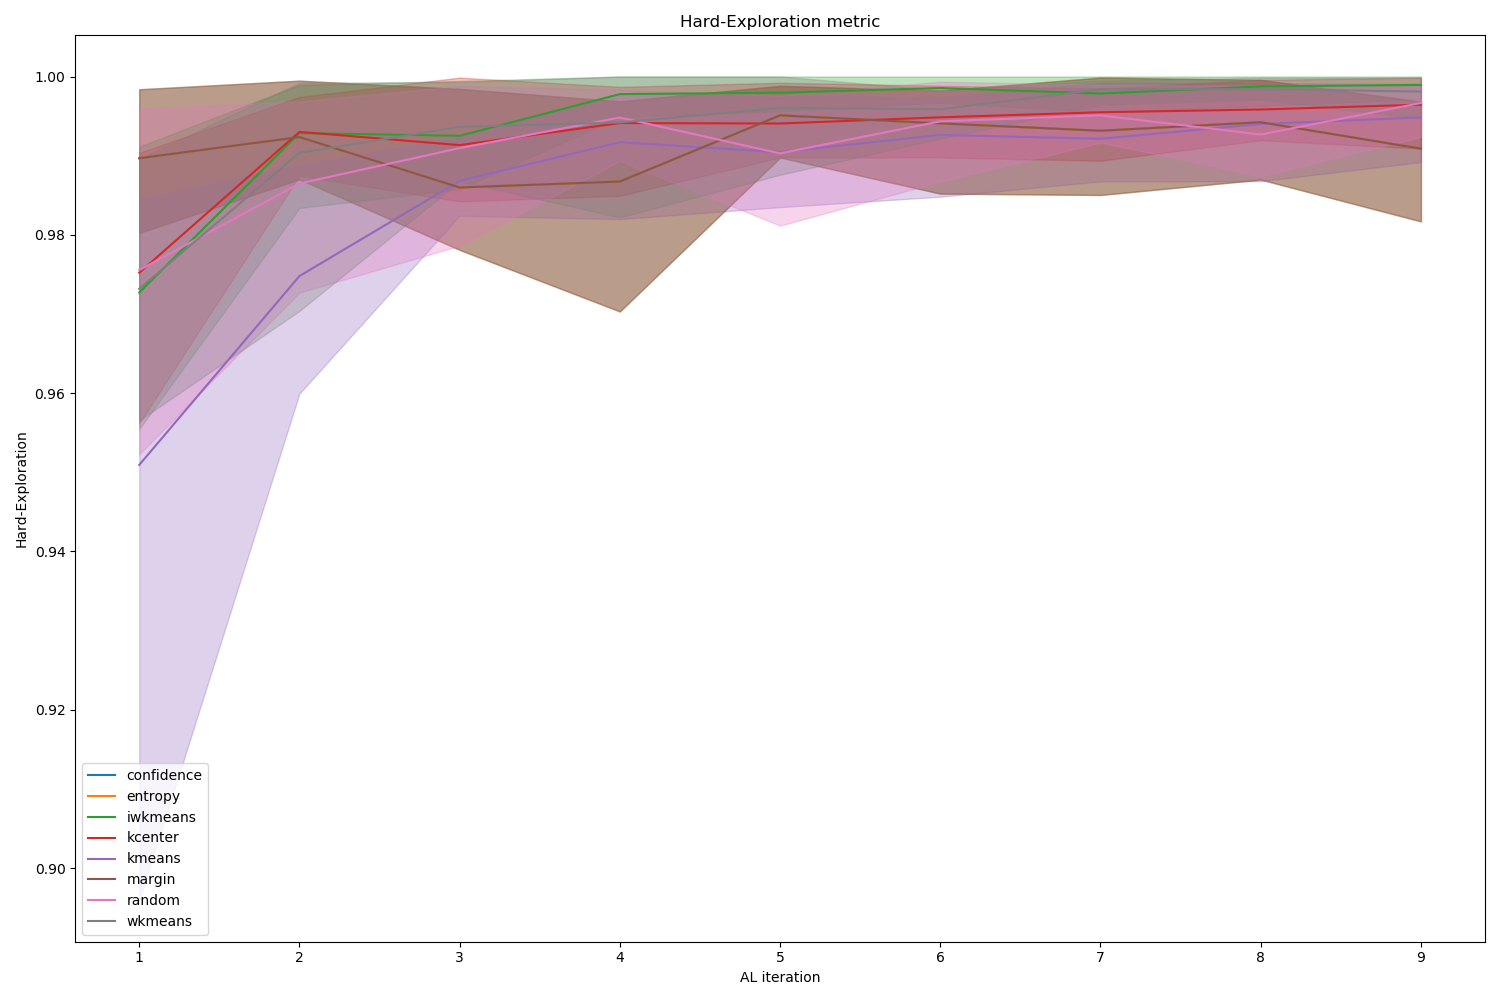 Hard-Exploration metric
1.00
0.98
0.96
0.94
0.92
0.90
Hard-Exploration
confidence
entropy
iwkmeans
kcenter
kmeans
margin
random
wkmeans
1 2 3 4 5 6 7 8 9
AL iteration